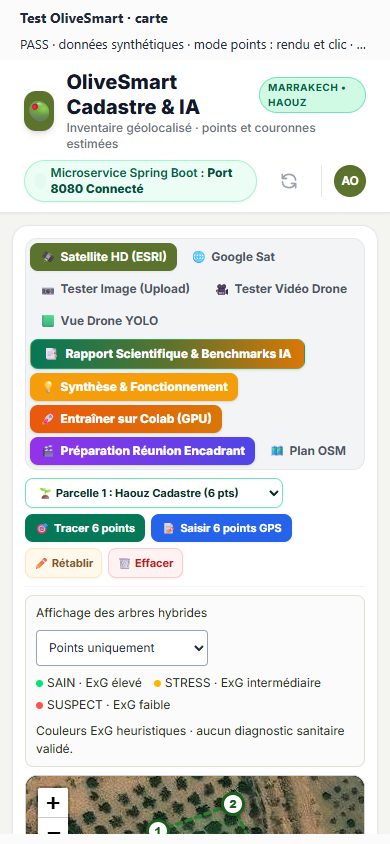 Test OliveSmart · carte
PASS · données synthétiques · mode points : rendu et clic · ...
OliveSmart
Cadastre & IA
MARRAKECH •
HAOUZ
Inventaire géolocalisé · points et couronnes
estimées
Microservice Spring Boot : Port
8080 Connecté
AO
Satellite HD (ESRI)
Google Sat
Tester Image (Upload)
Tester Vidéo Drone
Vue Drone YOLO
Rapport Scientifique & Benchmarks IA
Synthèse & Fonctionnement
Entraîner sur Colab (GPU)
Préparation Réunion Encadrant
Plan OSM
Parcelle 1 : Haouz Cadastre (6 pts)
Tracer 6 points
Saisir 6 points GPS
Rétablir
Effacer
Affichage des arbres hybrides
Points uniquement
SAIN · ExG élevé
STRESS · ExG intermédiaire
SUSPECT · ExG faible
Couleurs ExG heuristiques · aucun diagnostic sanitaire
validé.
+
2
1
−